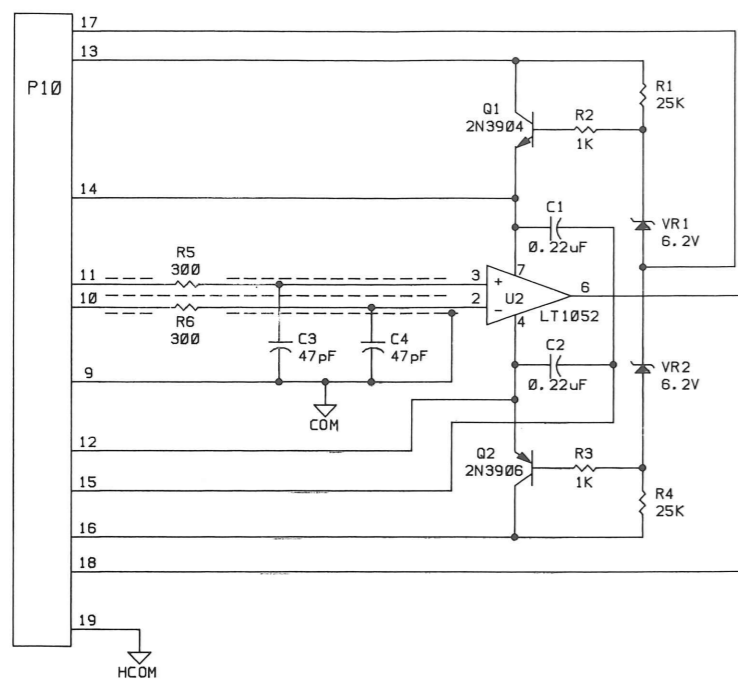 17
13
P10
R1
25K
Q1
2N3904
R2
1K
14
C1
0.22uF
VR1
6.2V
R5
300
11
3
+
7
6
10
2
-
U2
4
LT1052
R6
300
C3
47pF
C4
47pF
C2
0.22uF
VR2
6.2V
9
COM
12
Q2
2N3906
R3
1K
15
R4
25K
16
18
19
HCOM